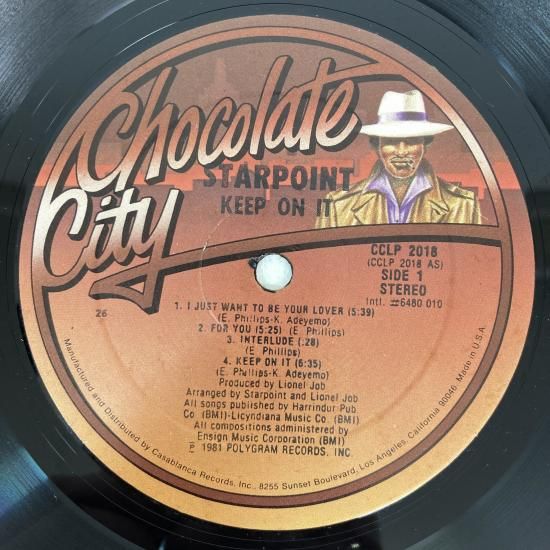 Chocolate
City
STARPOINT
KEEP ON IT
CCLP 2018
(CCLP 2018 AS)
SIDE 1
STEREO
Intl. #6480 010
26
1. I JUST WANT TO BE YOUR LOVER (5:39)
(E. Phillips-K. Adeyemo)
2. FOR YOU (5:25) (E. Phillips)
3. INTERLUDE (:28)
(E. Phillips)
4. KEEP ON IT (6:35)
(E. Phillips-K. Adeyemo)
Produced by Lionel Job
Arranged by Starpoint and Lionel Job
All songs published by Harrindur Pub
Co. (BMI)-Licyndiana Music Co. (BMI)
All compositions administered by
Ensign Music Corporation (BMI)
℗ 1981 POLYGRAM RECORDS, INC.
Manufactured and Distributed by Casablanca Records, Inc., 8255 Sunset Boulevard, Los Angeles, California 90046. Made in U.S.A.